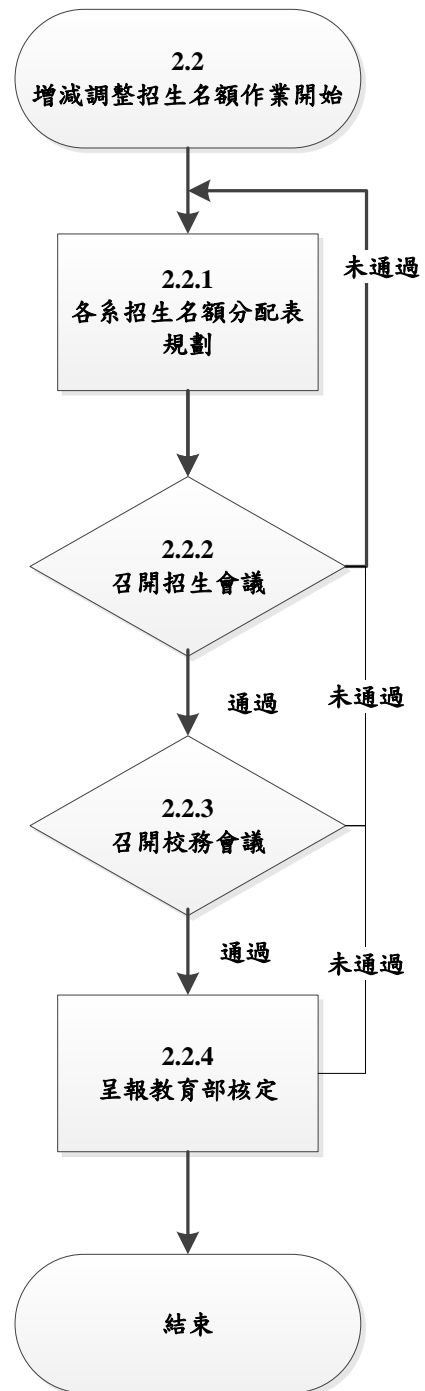 2.2
增減調整招生名額作業開始
未通過
2.2.1
各系招生名額分配表
規劃
2.2.2
召開招生會議
通過
未通過
2.2.3
召開校務會議
通過
未通過
2.2.4
呈報教育部核定
結束